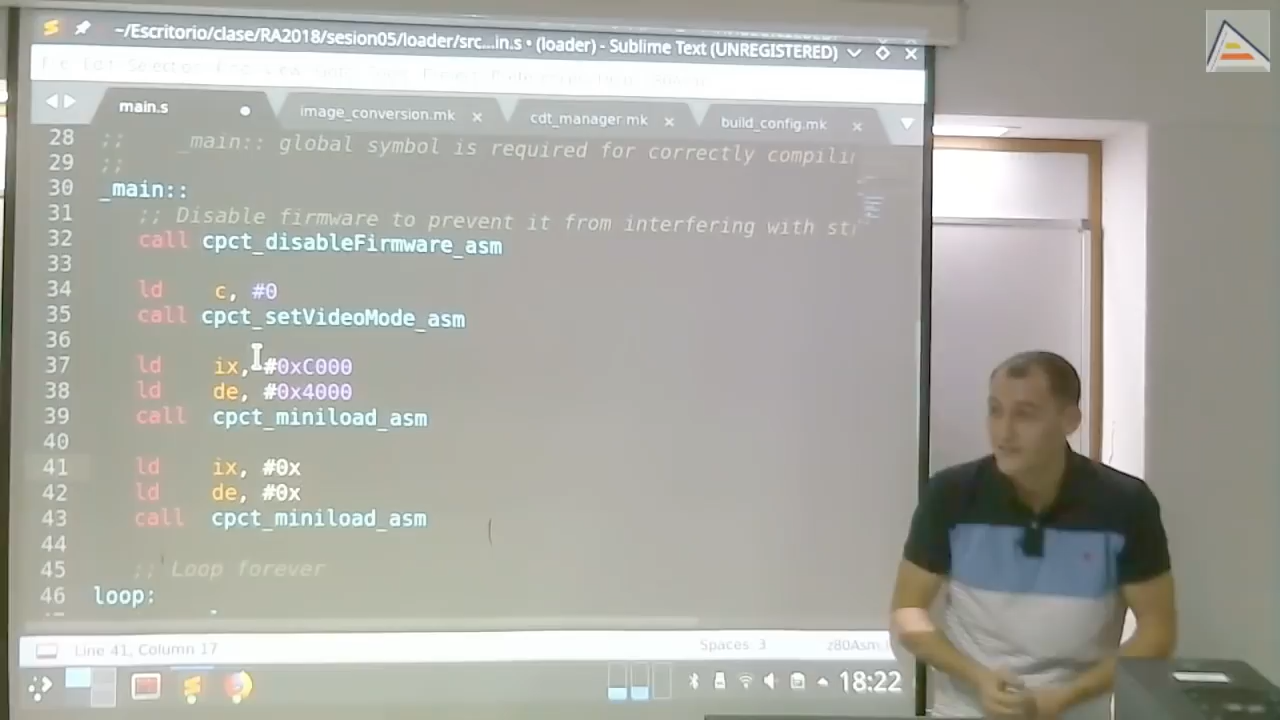 ~/Escritorio/clase/RA2018/sesion05/loader/src...in.s • (loader) - Sublime Text (UNREGISTERED)
main.s image_conversion.mk cdt_manager.mk build_config.mk
28 ;; _main:: global symbol is required for correctly compili
29 ;;
30 _main::
31 ;; Disable firmware to prevent it from interfering with str
32 call cpct_disableFirmware_asm
33
34 ld c, #0
35 call cpct_setVideoMode_asm
36
37 ld ix, #0xC000
38 ld de, #0x4000
39 call cpct_miniload_asm
40
41 ld ix, #0x
42 ld de, #0x
43 call cpct_miniload_asm
44
45 ;; Loop forever
46 loop:
Line 41, Column 17 Spaces: 3 z80Asm
18:22